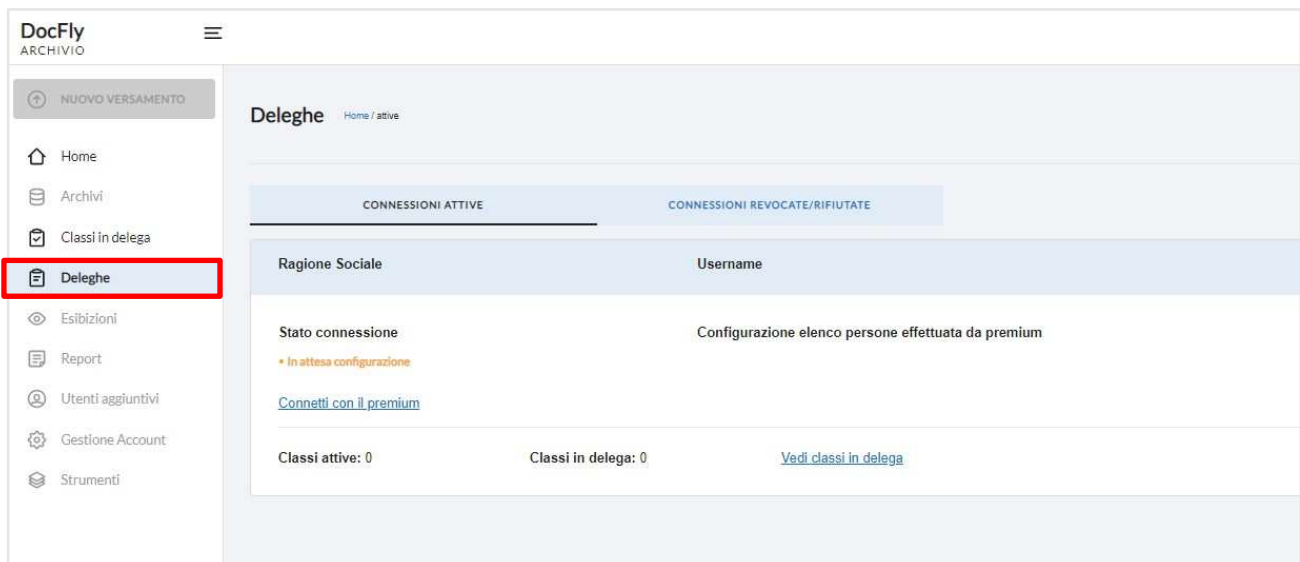 DocFly
ARCHIVIO
NUOVO VERSAMENTO
Home
Archivi
Classi in delega
Deleghe
Esibizioni
Report
Utenti aggiuntivi
Gestione Account
Strumenti
Deleghe Home / attive
CONNESSIONI ATTIVE CONNESSIONI REVOCATE/RIFIUTATE
Ragione Sociale Username
Stato connessione Configurazione elenco persone effettuata da premium
• In attesa configurazione
Connetti con il premium
Classi attive: 0 Classi in delega: 0 Vedi classi in delega